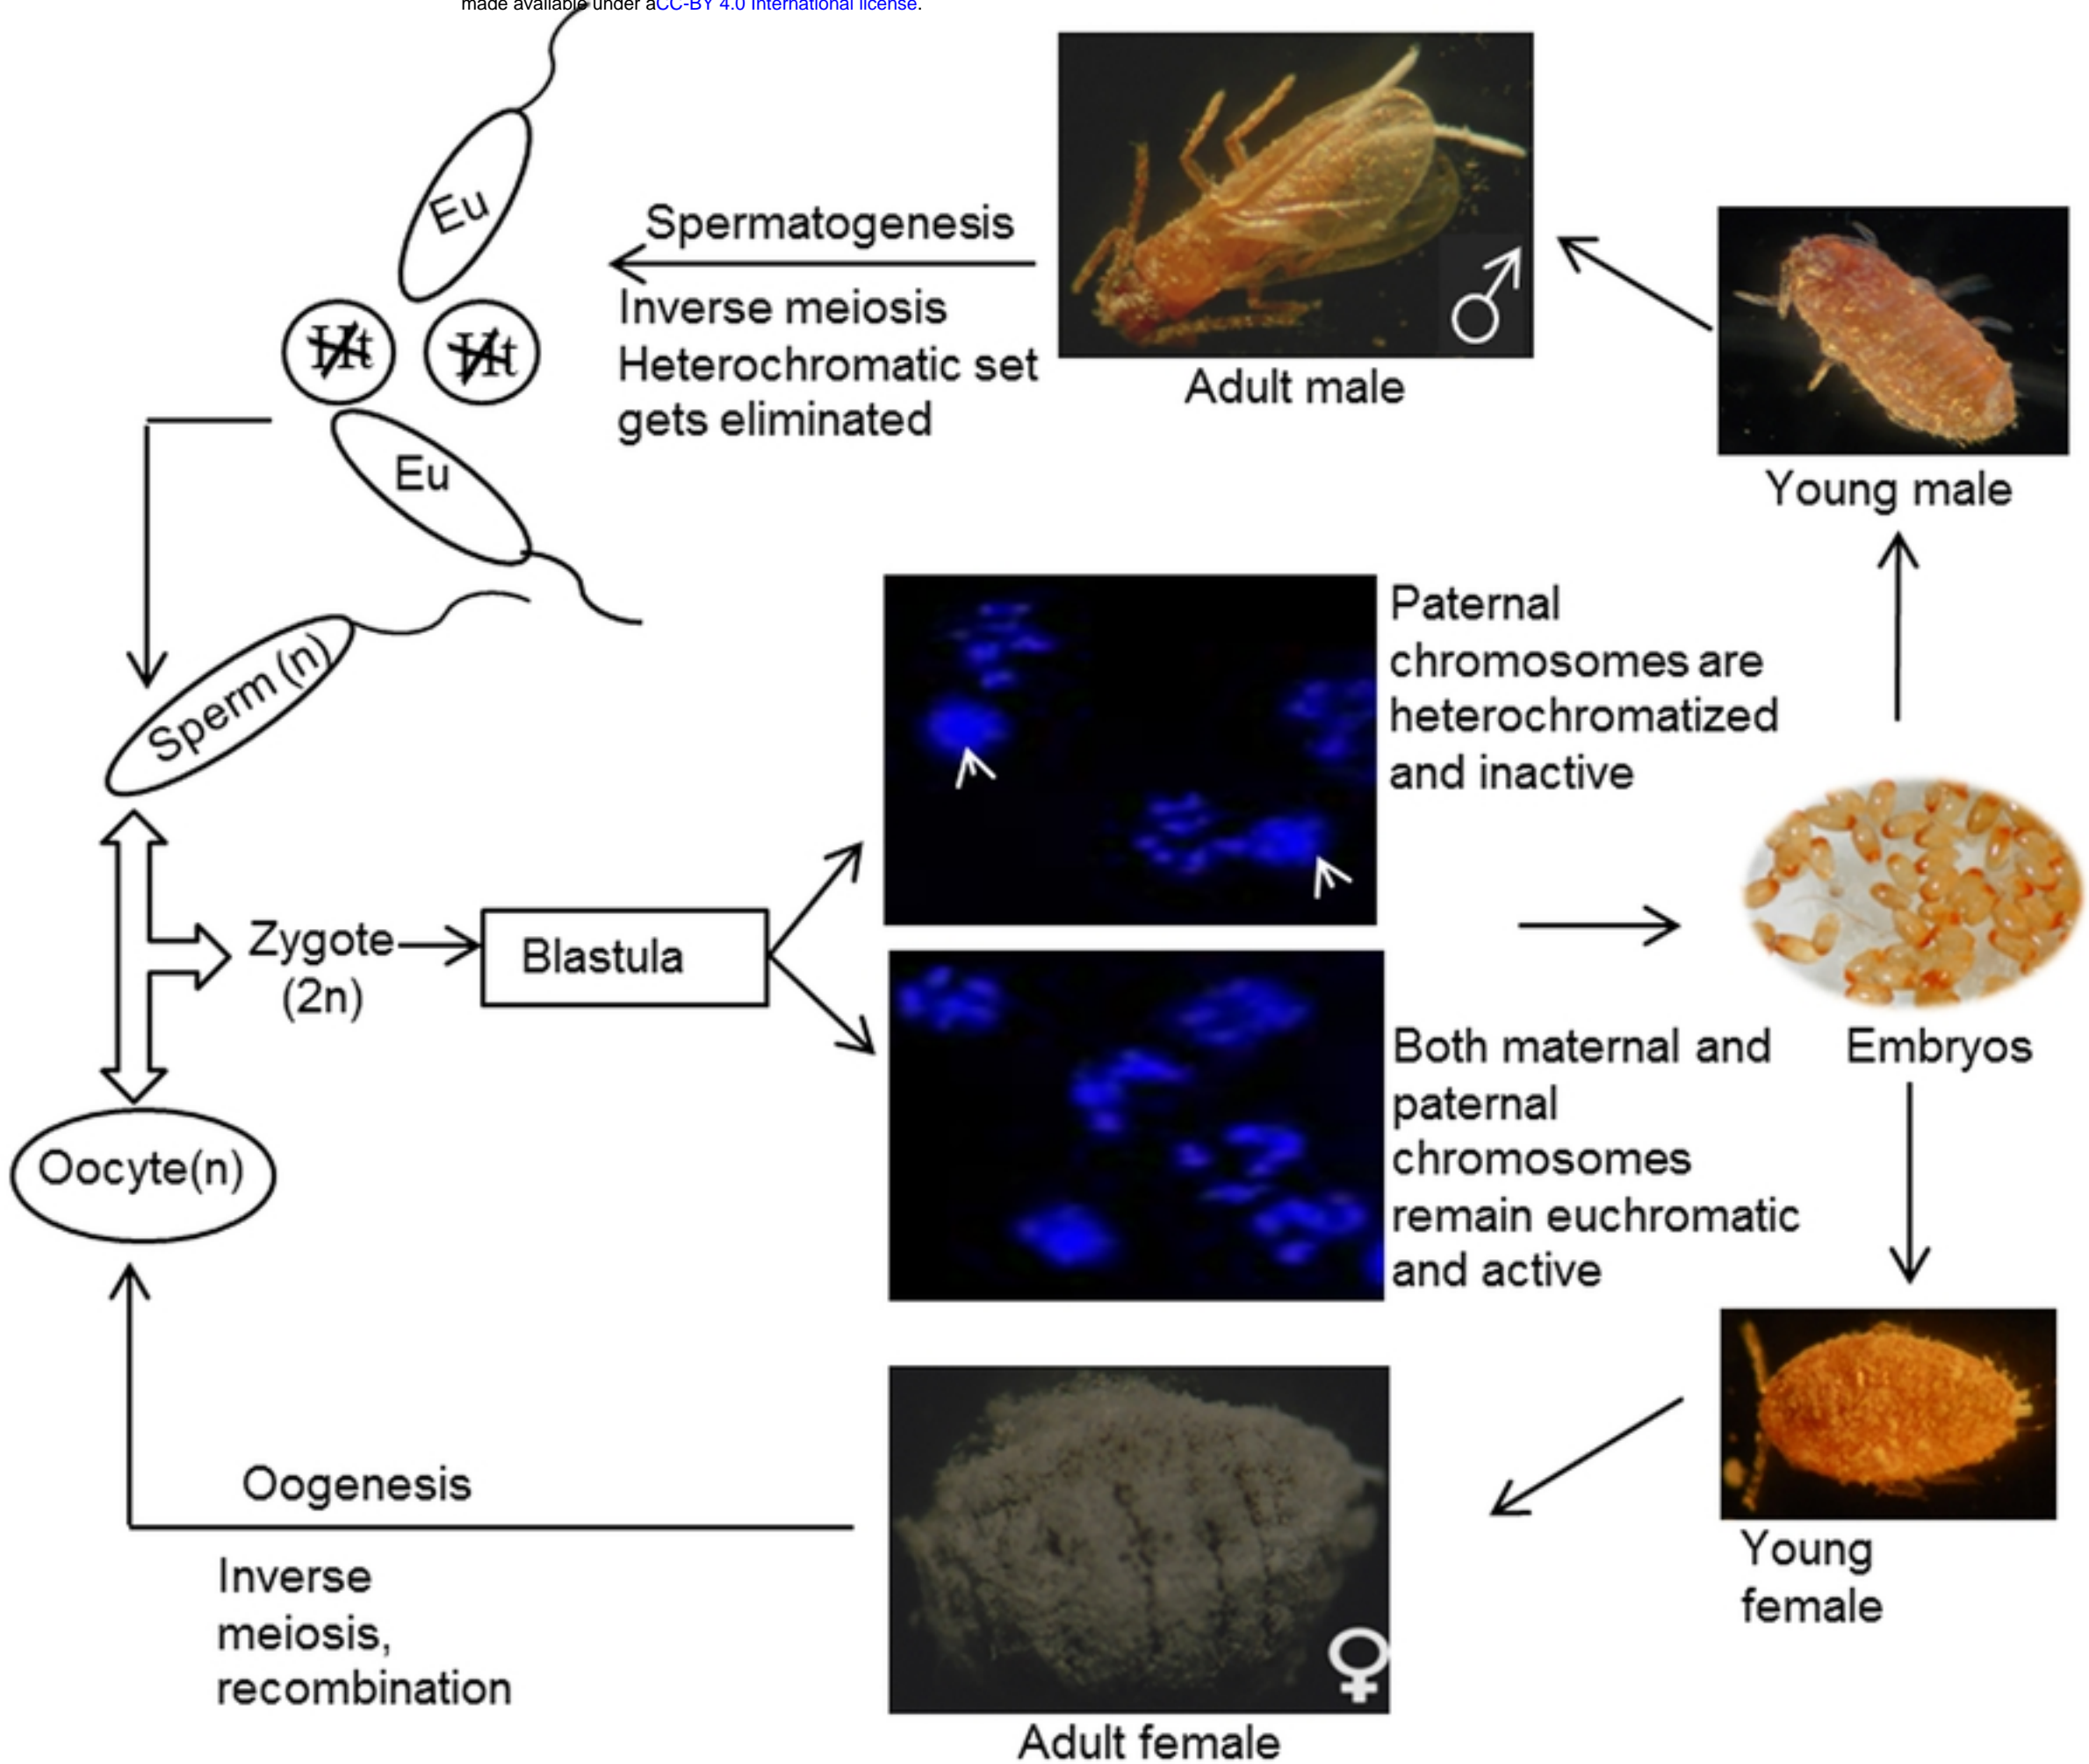 made available under aCC-BY 4.0 International license.
Eu
Ht
Ht
Eu
Spermatogenesis
Inverse meiosis
Heterochromatic set
gets eliminated
Adult male
Young male
Sperm (n)
Paternal
chromosomes are
heterochromatized
and inactive
Zygote
(2n)
Blastula
Oocyte(n)
Both maternal and
paternal
chromosomes
remain euchromatic
and active
Embryos
Oogenesis
Inverse
meiosis,
recombination
Young
female
Adult female